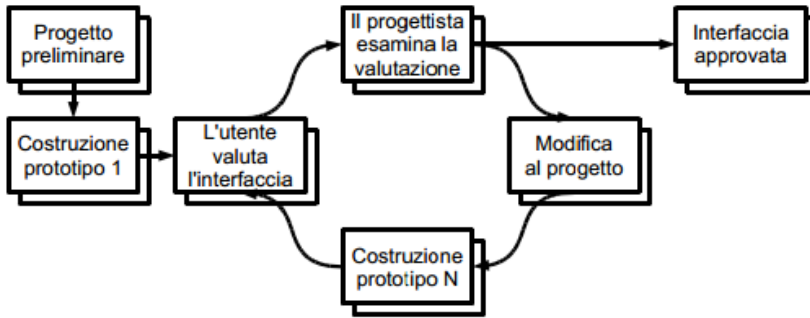 Progetto
preliminare
Il progettista
esamina la
valutazione
Interfaccia
approvata
Costruzione
prototipo 1
L'utente
valuta
l'interfaccia
Modifica
al progetto
Costruzione
prototipo N